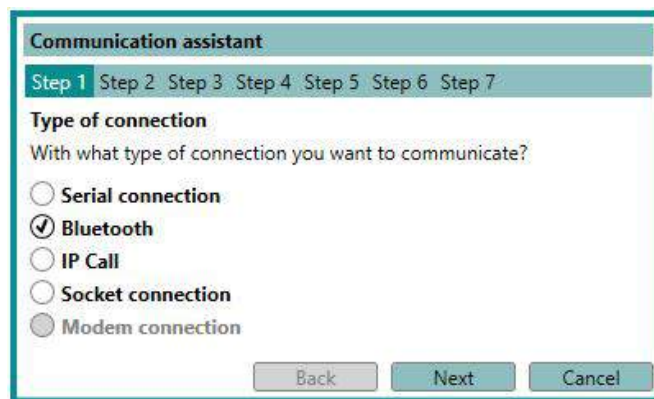 Communication assistant
Step 1 Step 2 Step 3 Step 4 Step 5 Step 6 Step 7
Type of connection
With what type of connection you want to communicate?
Serial connection
Bluetooth
IP Call
Socket connection
Modem connection
Back Next Cancel